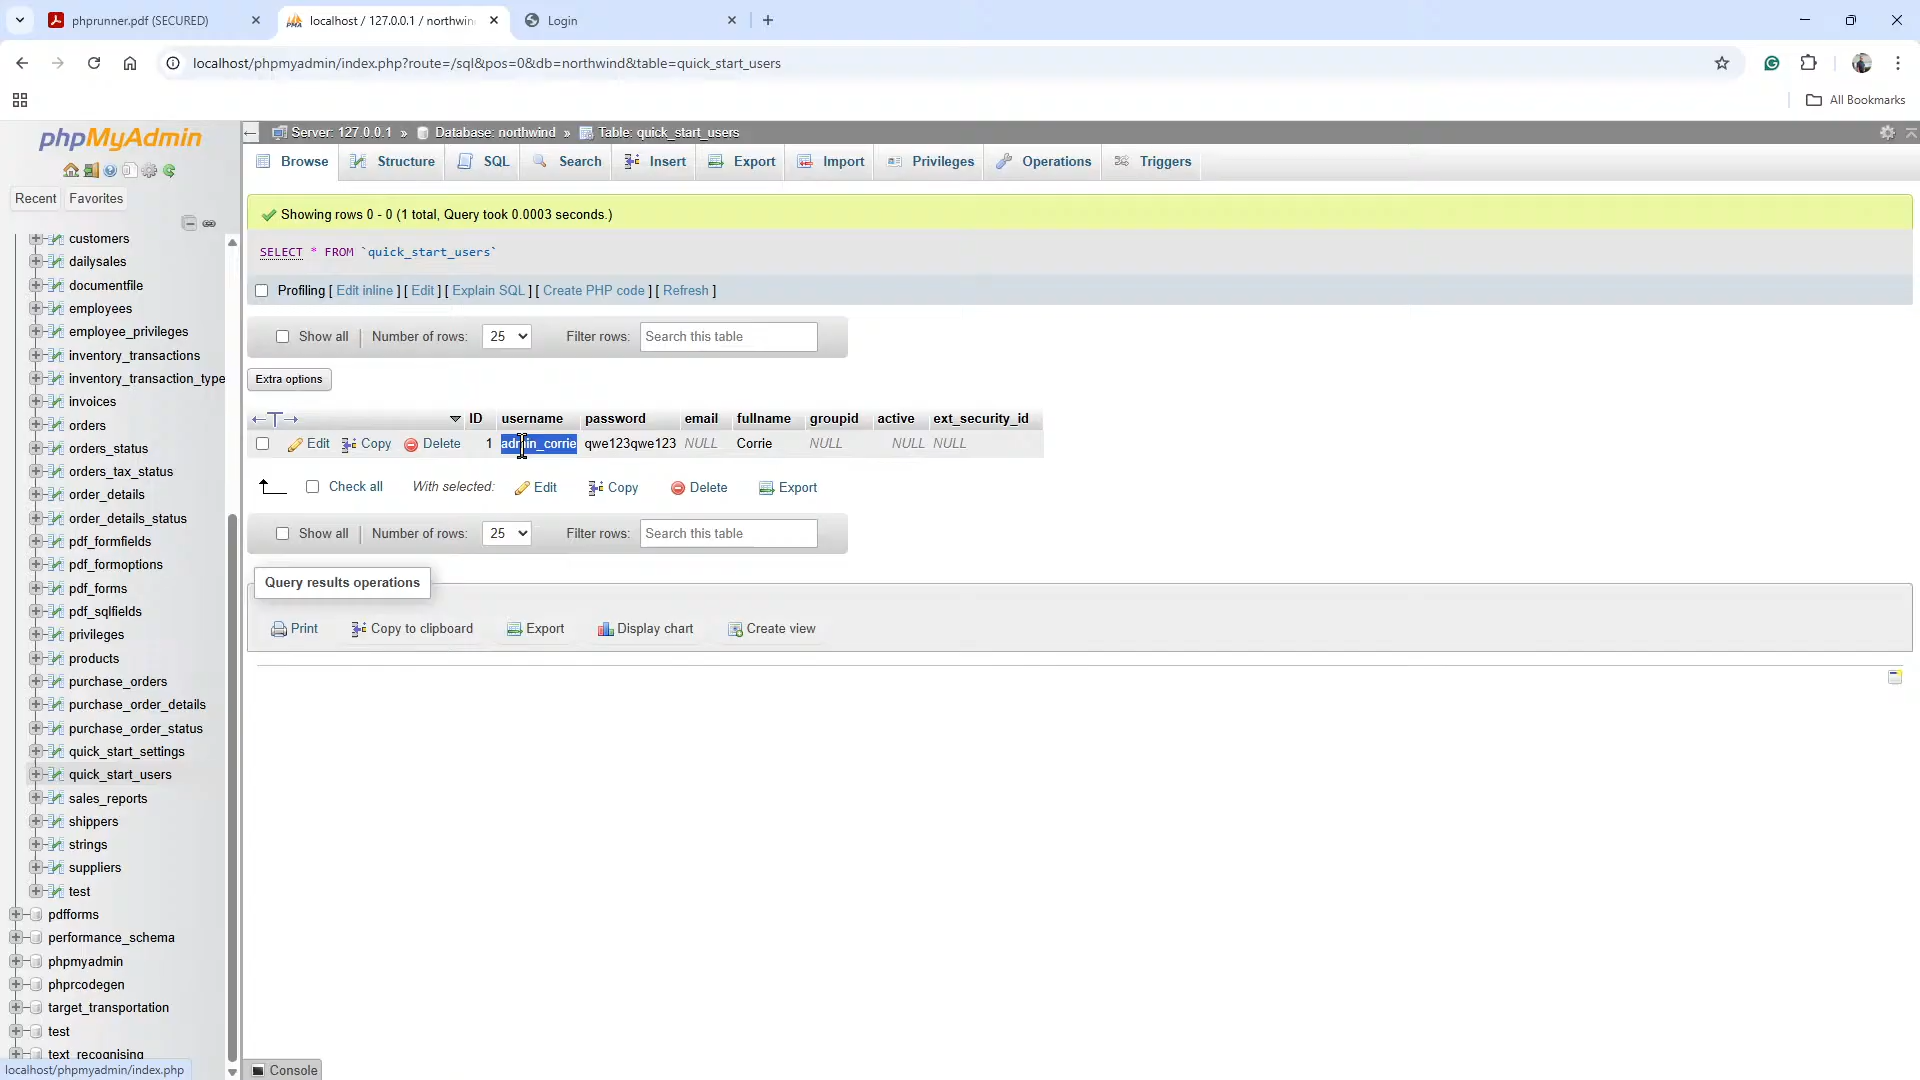 phprunner.pdf (SECURED)
localhost / 127.0.0.1 / northwin
Login
localhost/phpmyadmin/index.php?route=/sql&pos=0&db=northwind&table=quick_start_users
All Bookmarks
phpMyAdmin
Recent
Favorites
customers
dailysales
documentfile
employees
employee_privileges
inventory_transactions
inventory_transaction_type
invoices
orders
orders_status
orders_tax_status
order_details
order_details_status
pdf_formfields
pdf_formoptions
pdf_forms
pdf_sqlfields
privileges
products
purchase_orders
purchase_order_details
purchase_order_status
quick_start_settings
quick_start_users
sales_reports
shippers
strings
suppliers
test
pdfforms
performance_schema
phpmyadmin
phprcodegen
target_transportation
test
text_recognising
localhost/phpmyadmin/index.php
Server: 127.0.0.1 » Database: northwind » Table: quick_start_users
Browse Structure SQL Search Insert Export Import Privileges Operations Triggers
Showing rows 0 - 0 (1 total, Query took 0.0003 seconds.)
SELECT * FROM `quick_start_users`
Profiling [ Edit inline ] [ Edit ] [ Explain SQL ] [ Create PHP code ] [ Refresh ]
Show all Number of rows: 25 Filter rows: Search this table
Extra options
ID username password email fullname groupid active ext_security_id
Edit Copy Delete 1 admin_corrie qwe123qwe123 NULL Corrie NULL NULL NULL
Check all With selected: Edit Copy Delete Export
Show all Number of rows: 25 Filter rows: Search this table
Query results operations
Print Copy to clipboard Export Display chart Create view
Console